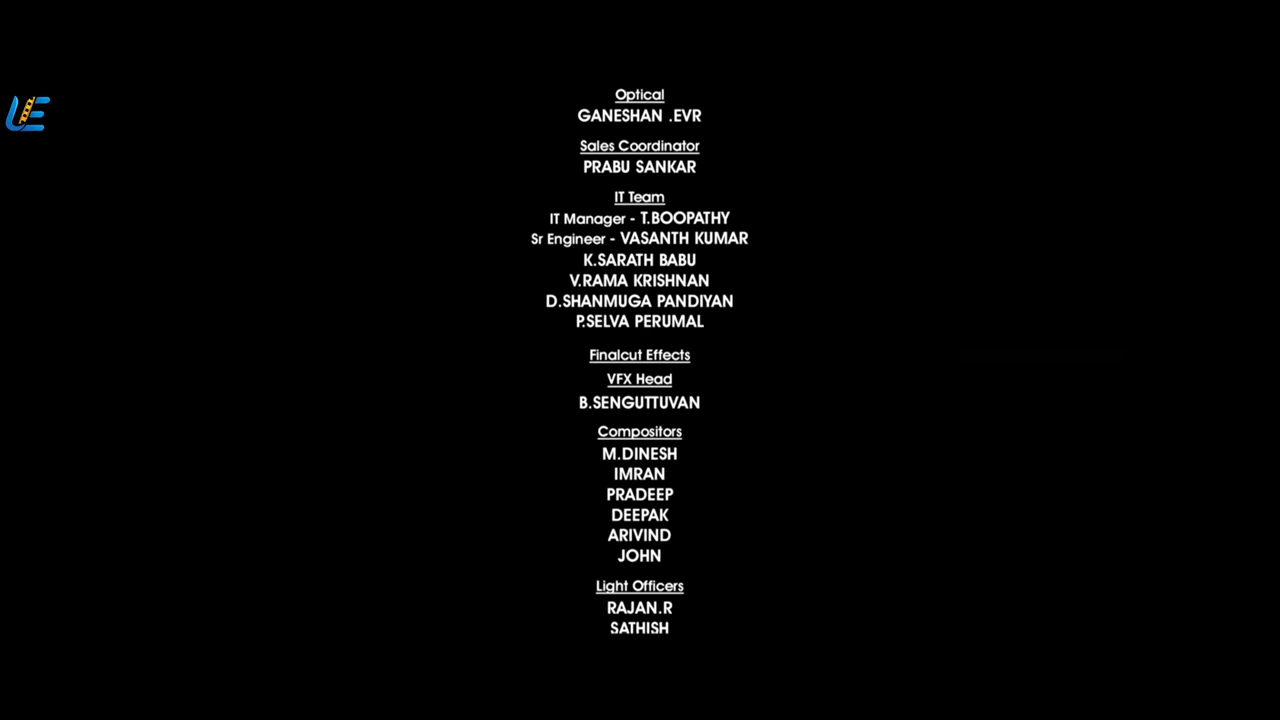 UE
Optical
GANESHAN .EVR
Sales Coordinator
PRABU SANKAR
IT Team
IT Manager - T.BOOPATHY
Sr Engineer - VASANTH KUMAR
K.SARATH BABU
V.RAMA KRISHNAN
D.SHANMUGA PANDIYAN
P.SELVA PERUMAL
Finalcut Effects
VFX Head
B.SENGUTTUVAN
Compositors
M.DINESH
IMRAN
PRADEEP
DEEPAK
ARIVIND
JOHN
Light Officers
RAJAN.R
SATHISH